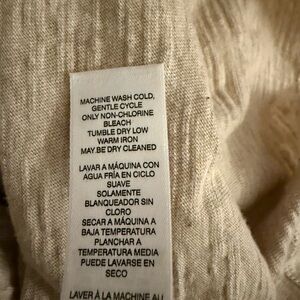 MACHINE WASH COLD,
GENTLE CYCLE
ONLY NON-CHLORINE
BLEACH
TUMBLE DRY LOW
WARM IRON
MAY.BE DRY CLEANED
LAVAR A MÁQUINA CON
AGUA FRÍA EN CICLO
SUAVE
SOLAMENTE
BLANQUEADOR SIN
CLORO
SECAR A MÁQUINA A
BAJA TEMPERATURA
PLANCHAR A
TEMPERATURA MEDIA
PUEDE LAVARSE EN
SECO
LAVER À LA MACHINE AU